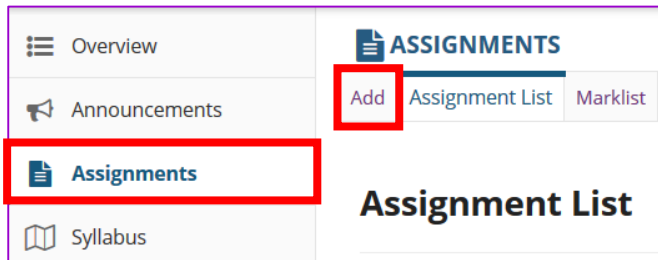 Overview
Announcements
Assignments
Syllabus
ASSIGNMENTS
Add Assignment List Marklist
Assignment List